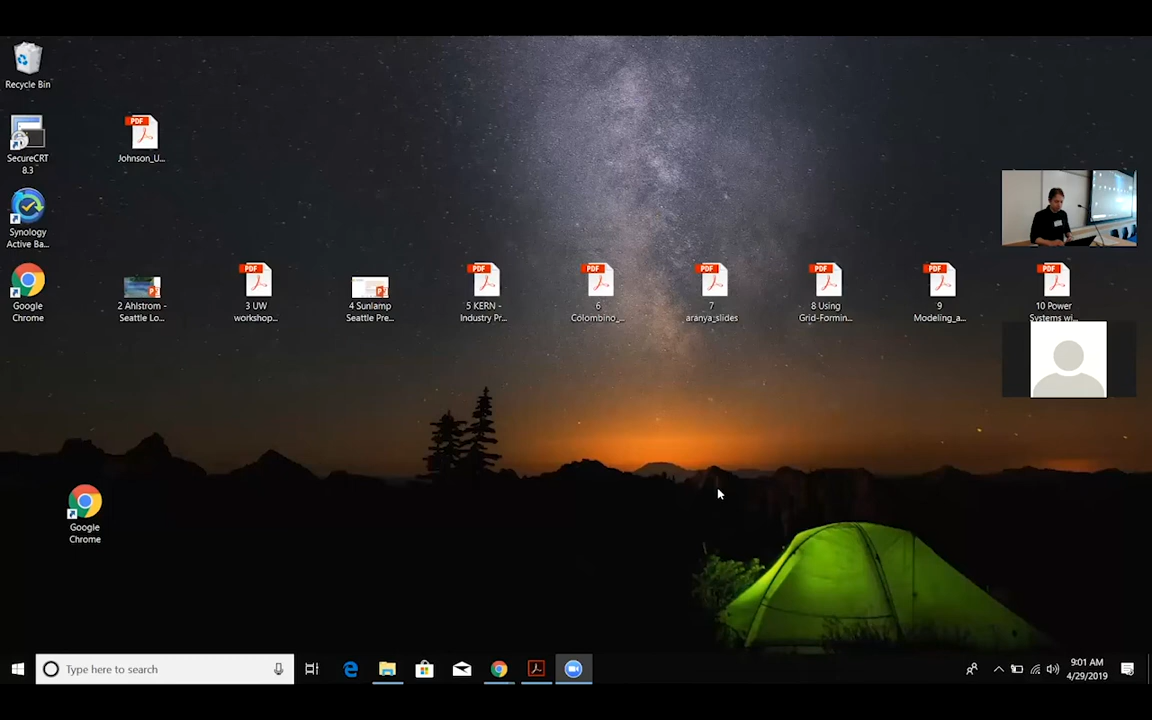 Recycle Bin
SecureCRT
8.3
PDF
Johnson_U...
Synology
Active Ba...
Google
Chrome
2 Ahlstrom -
Seattle Lo...
PDF
3 UW
workshop...
4 Sunlamp
Seattle Pre...
PDF
5 KERN -
Industry Pr...
PDF
6
Colombino_...
PDF
7
aranya_slides
PDF
8 Using
Grid-Formin...
PDF
9
Modeling_a...
PDF
10 Power
Systems wi...
Google
Chrome
Type here to search
9:01 AM
4/29/2019